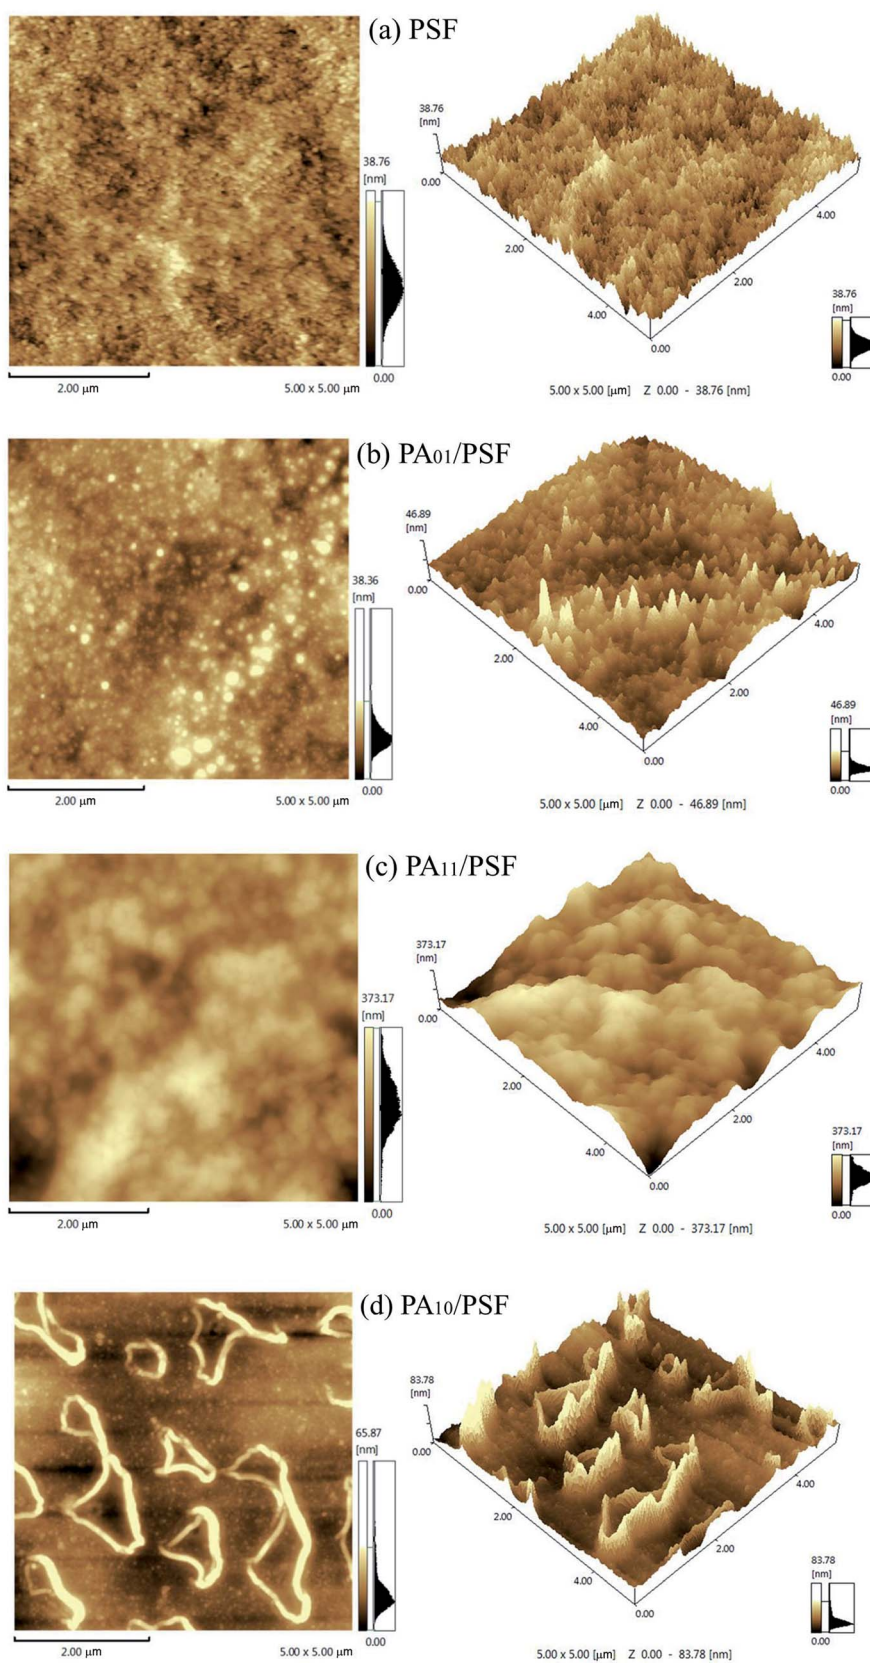 (a) PSF
38.76
[nm]
0.00
2.00 μm
5.00 x 5.00 μm
38.76
[nm]
0.00
2.00
4.00
0.00
2.00
4.00
38.76
[nm]
0.00
5.00 x 5.00 [μm] Z 0.00 - 38.76 [nm]
(b) PA01/PSF
38.36
[nm]
0.00
2.00 μm
5.00 x 5.00 μm
46.89
[nm]
0.00
2.00
4.00
0.00
2.00
4.00
46.89
[nm]
0.00
5.00 x 5.00 [μm] Z 0.00 - 46.89 [nm]
(c) PA11/PSF
373.17
[nm]
0.00
2.00 μm
5.00 x 5.00 μm
373.17
[nm]
0.00
2.00
4.00
0.00
2.00
4.00
373.17
[nm]
0.00
5.00 x 5.00 [μm] Z 0.00 - 373.17 [nm]
(d) PA10/PSF
65.87
[nm]
0.00
2.00 μm
5.00 x 5.00 μm
83.78
[nm]
0.00
2.00
4.00
0.00
2.00
4.00
83.78
[nm]
0.00
5.00 x 5.00 [μm] Z 0.00 - 83.78 [nm]